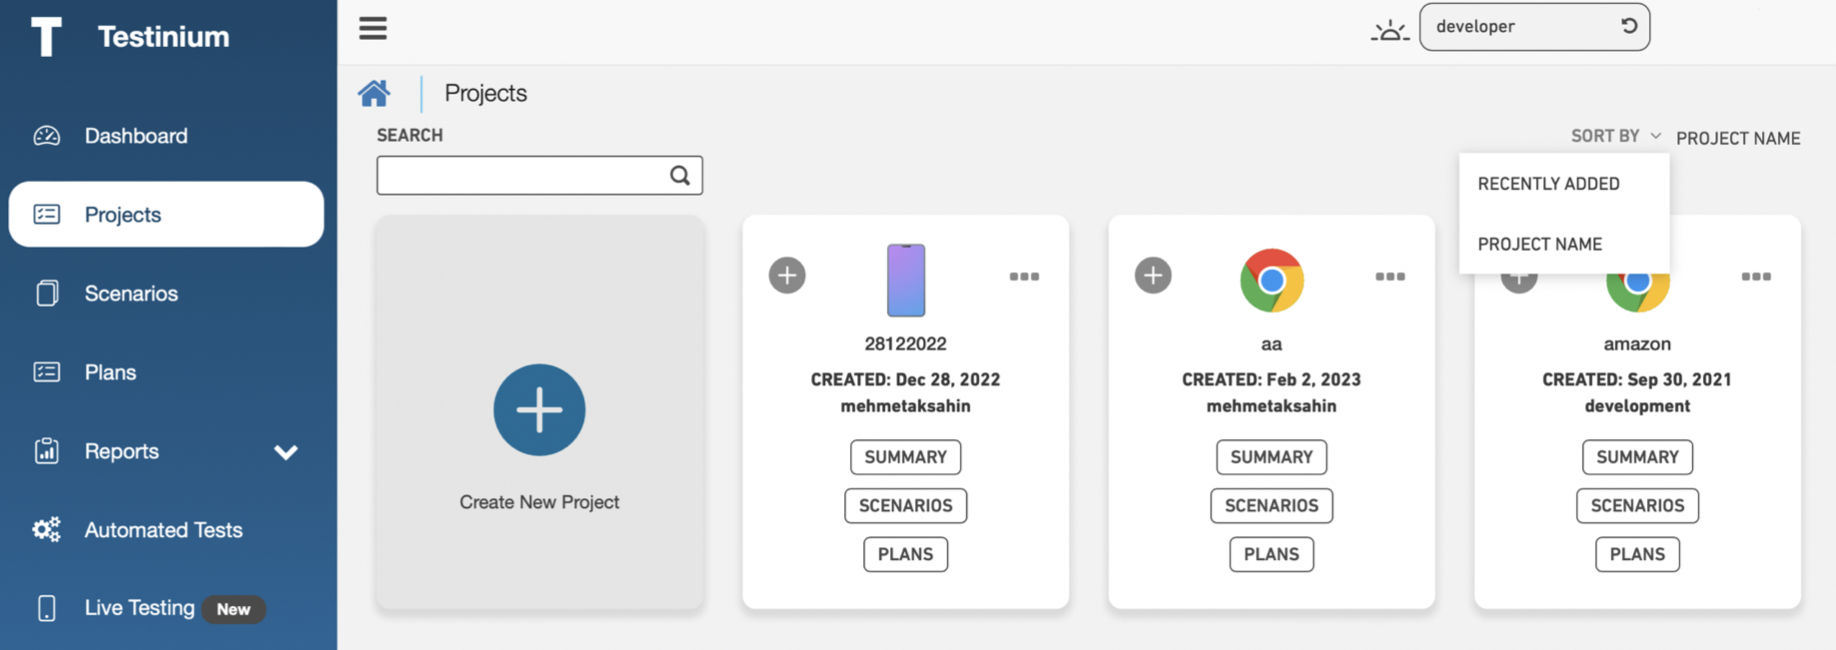 T Testinium
developer
Projects
Dashboard
SEARCH
SORT BY PROJECT NAME
RECENTLY ADDED
PROJECT NAME
Projects
Scenarios
Plans
Reports
Automated Tests
Live Testing New
Create New Project
28122022
CREATED: Dec 28, 2022
mehmetaksahin
SUMMARY
SCENARIOS
PLANS
aa
CREATED: Feb 2, 2023
mehmetaksahin
SUMMARY
SCENARIOS
PLANS
amazon
CREATED: Sep 30, 2021
development
SUMMARY
SCENARIOS
PLANS